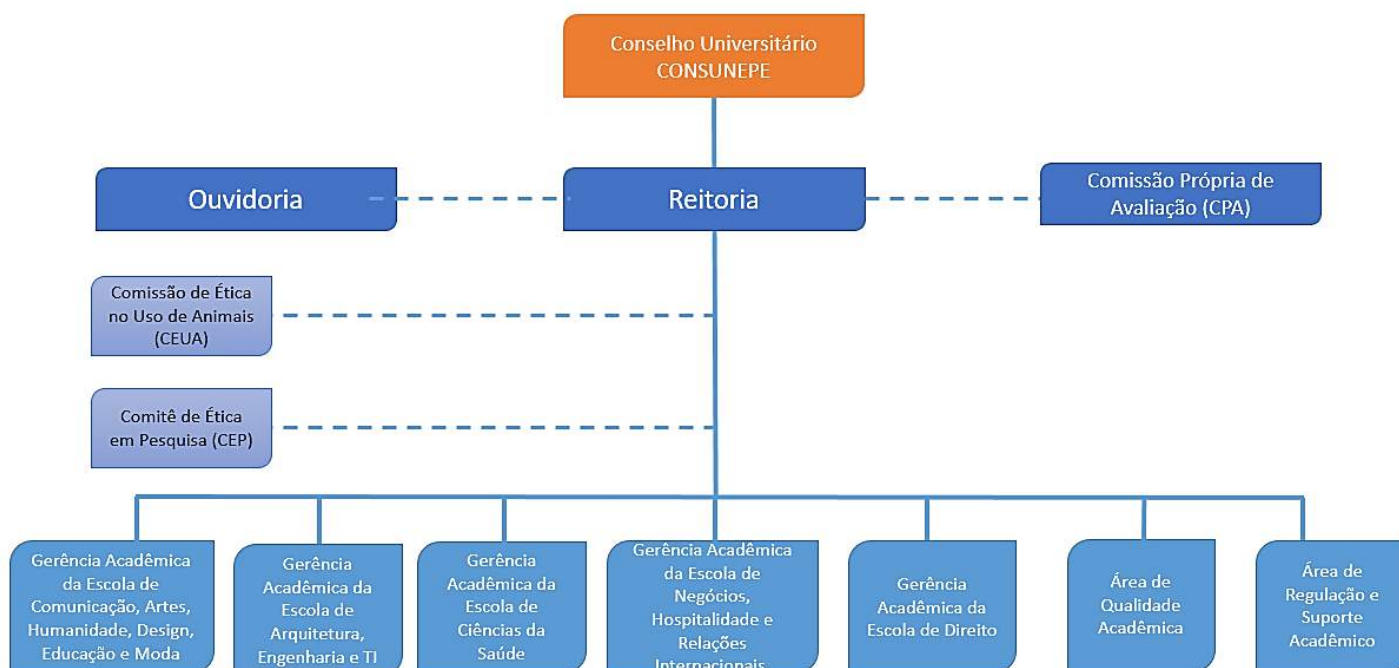 Conselho Universitário
CONSUNEPE
Ouvidoria
Reitoria
Comissão Própria de
Avaliação (CPA)
Comissão de Ética
no Uso de Animais
(CEUA)
Comitê de Ética
em Pesquisa (CEP)
Gerência Acadêmica
da Escola de
Comunicação, Artes,
Humanidade, Design,
Educação e Moda
Gerência
Acadêmica da
Escola de
Arquitetura,
Engenharia e TI
Gerência
Acadêmica da
Escola de
Ciências da
Saúde
Gerência Acadêmica
da Escola de
Negócios,
Hospitalidade e
Relações
Internacionais
Gerência
Acadêmica da
Escola de Direito
Área de
Qualidade
Acadêmica
Área de
Regulação e
Suporte
Acadêmico